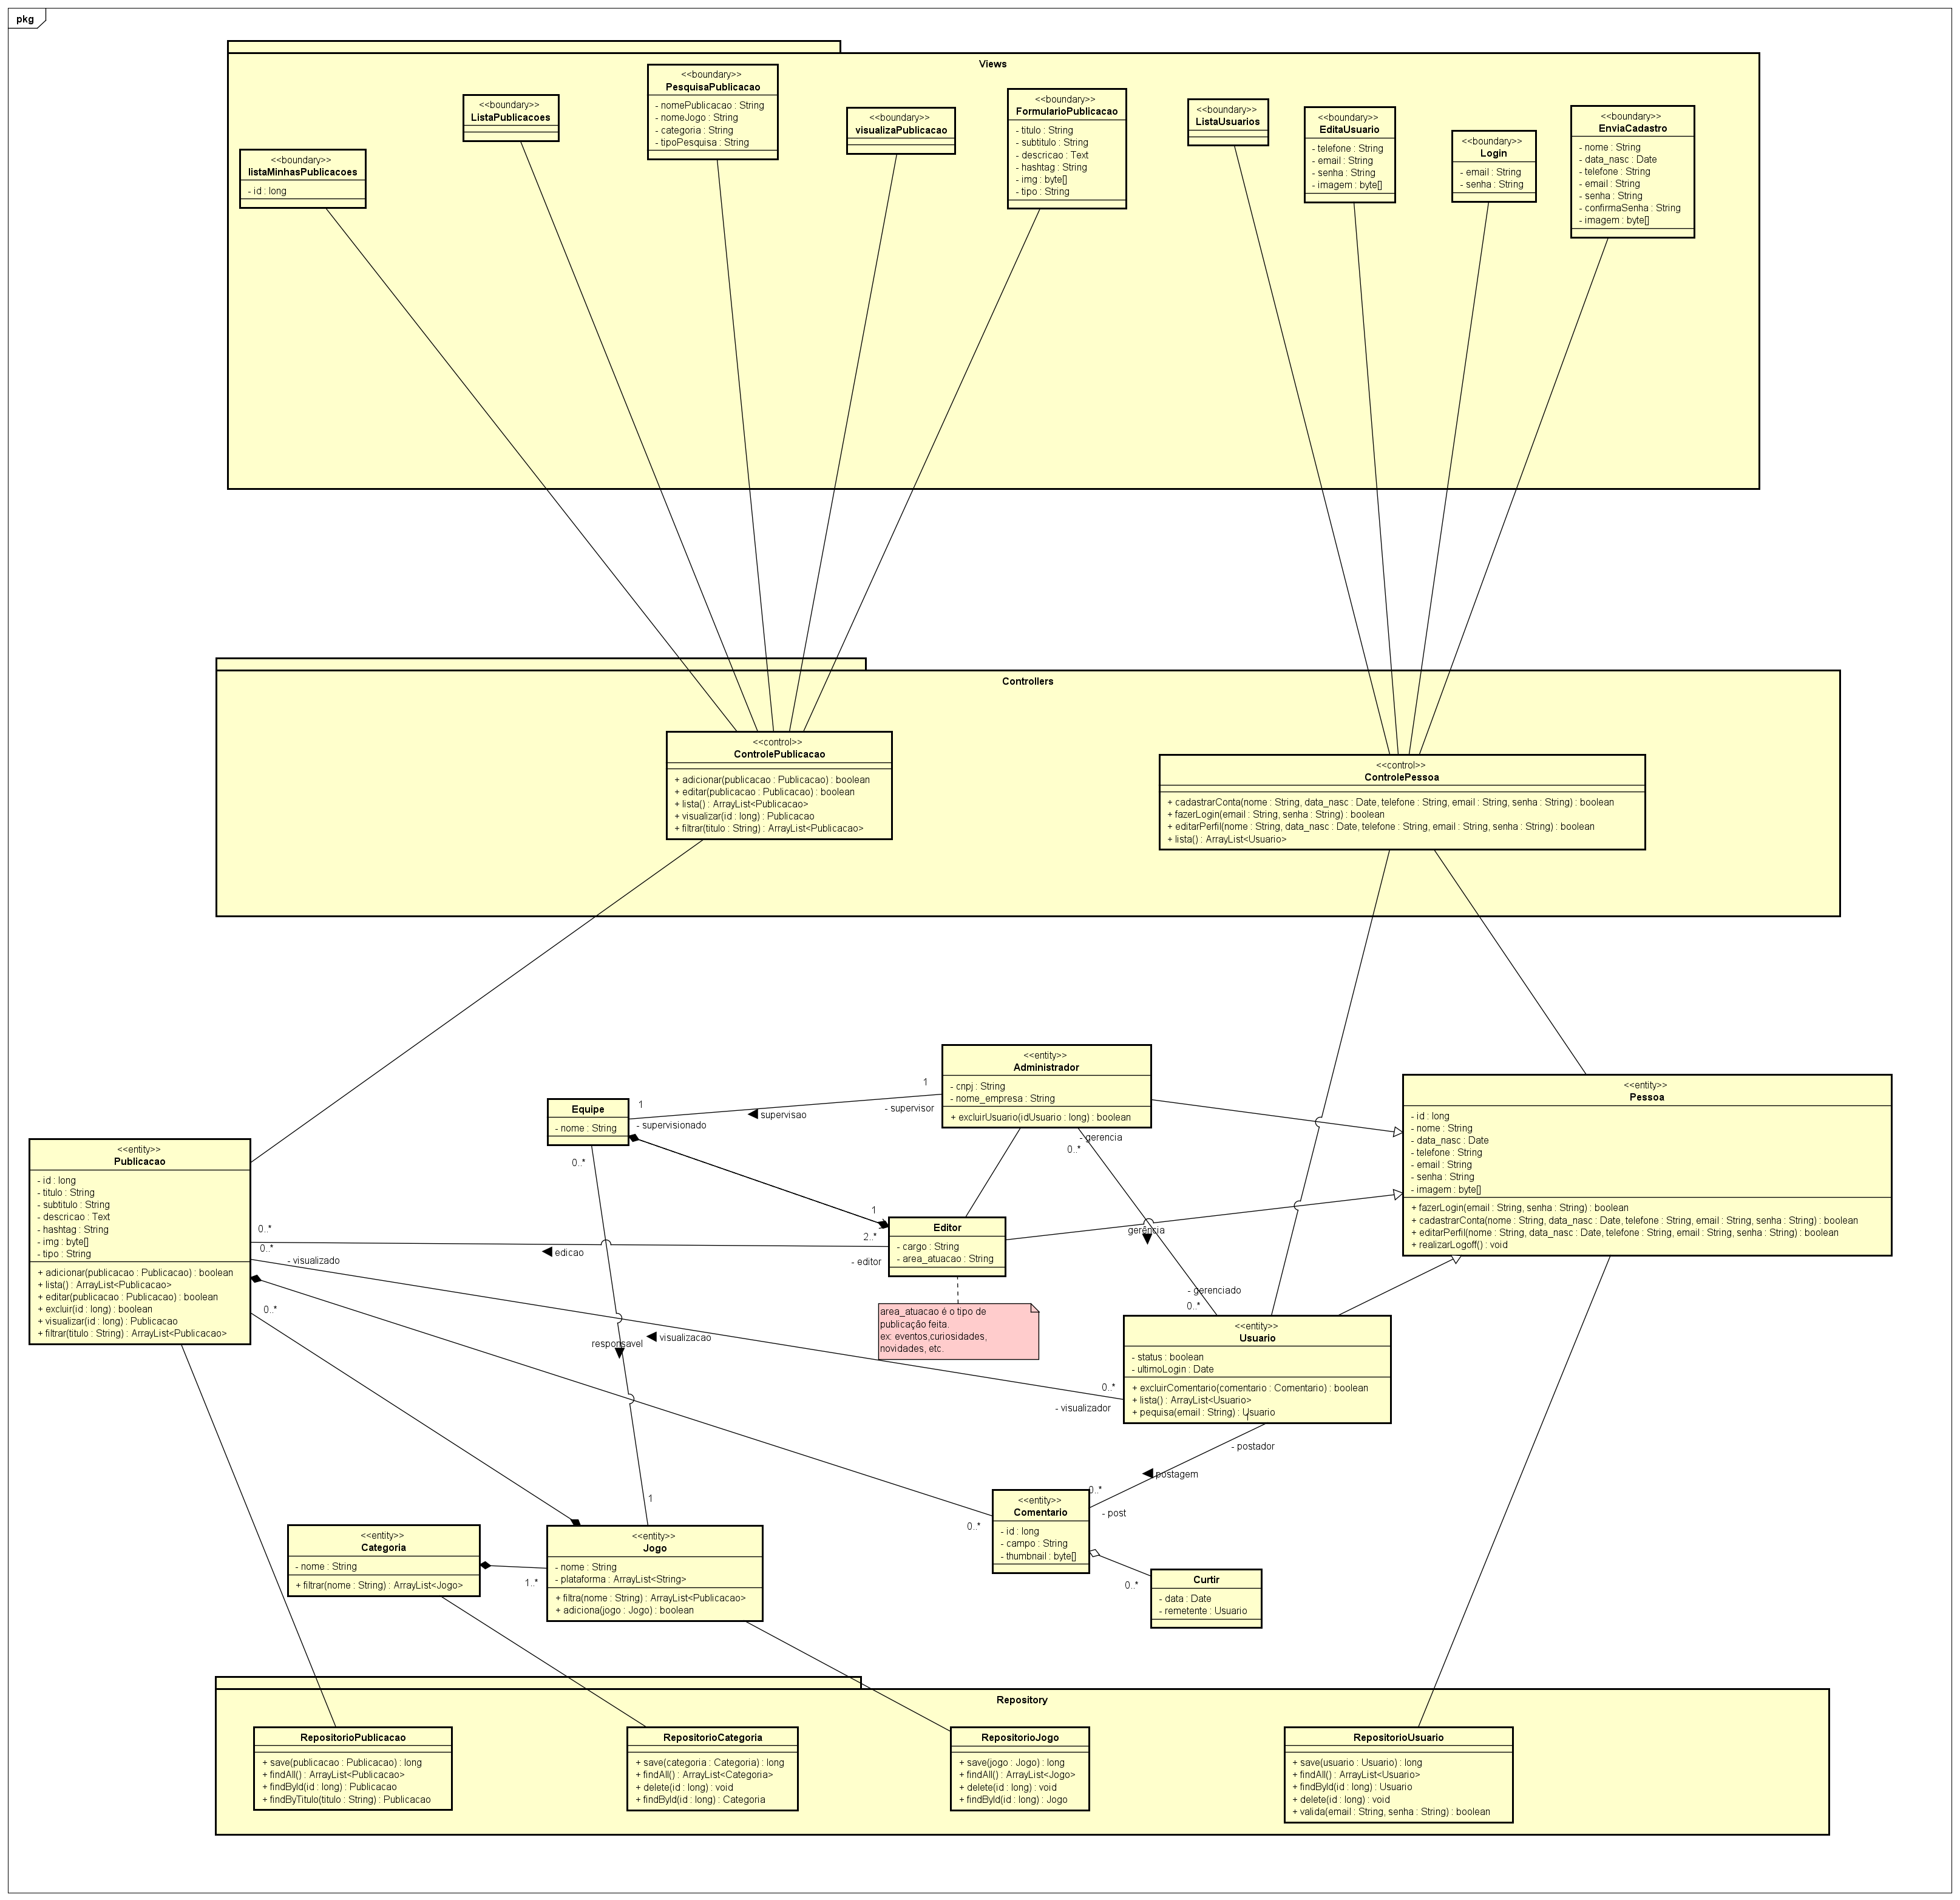 pkg
Views
<<boundary>>
listaMinhasPublicacoes
- id : long
<<boundary>>
ListaPublicacoes
<<boundary>>
PesquisaPublicacao
- nomePublicacao : String
- nomeJogo : String
- categoria : String
- tipoPesquisa : String
<<boundary>>
visualizaPublicacao
<<boundary>>
FormularioPublicacao
- titulo : String
- subtitulo : String
- descricao : Text
- hashtag : String
- img : byte[]
- tipo : String
<<boundary>>
ListaUsuarios
<<boundary>>
EditaUsuario
- telefone : String
- email : String
- senha : String
- imagem : byte[]
<<boundary>>
Login
- email : String
- senha : String
<<boundary>>
EnviaCadastro
- nome : String
- data_nasc : Date
- telefone : String
- email : String
- senha : String
- confirmaSenha : String
- imagem : byte[]
Controllers
<<control>>
ControlePublicacao
+ adicionar(publicacao : Publicacao) : boolean
+ editar(publicacao : Publicacao) : boolean
+ lista() : ArrayList<Publicacao>
+ visualizar(id : long) : Publicacao
+ filtrar(titulo : String) : ArrayList<Publicacao>
<<control>>
ControlePessoa
+ cadastrarConta(nome : String, data_nasc : Date, telefone : String, email : String, senha : String) : boolean
+ fazerLogin(email : String, senha : String) : boolean
+ editarPerfil(nome : String, data_nasc : Date, telefone : String, email : String, senha : String) : boolean
+ lista() : ArrayList<Usuario>
<<entity>>
Administrador
- cnpj : String
- nome_empresa : String
+ excluirUsuario(idUsuario : long) : boolean
<<entity>>
Pessoa
- id : long
- nome : String
- data_nasc : Date
- telefone : String
- email : String
- senha : String
- imagem : byte[]
+ fazerLogin(email : String, senha : String) : boolean
+ cadastrarConta(nome : String, data_nasc : Date, telefone : String, email : String, senha : String) : boolean
+ editarPerfil(nome : String, data_nasc : Date, telefone : String, email : String, senha : String) : boolean
+ realizarLogoff() : void
Equipe
- nome : String
1
- supervisionado
supervisao
1
- supervisor
0..*
- gerencia
0..*
gerência
- gerenciado
0..*
<<entity>>
Publicacao
- id : long
- titulo : String
- subtitulo : String
- descricao : Text
- hashtag : String
- img : byte[]
- tipo : String
+ adicionar(publicacao : Publicacao) : boolean
+ lista() : ArrayList<Publicacao>
+ editar(publicacao : Publicacao) : boolean
+ excluir(id : long) : boolean
+ visualizar(id : long) : Publicacao
+ filtrar(titulo : String) : ArrayList<Publicacao>
0..*
0..*
- visualizado
0..*
edicao
1
2..*
- editor
Editor
- cargo : String
- area_atuacao : String
area_atuacao é o tipo de
publicação feita.
ex: eventos,curiosidades,
novidades, etc.
responsavel
visualizacao
0..*
- visualizador
<<entity>>
Usuario
- status : boolean
- ultimoLogin : Date
+ excluirComentario(comentario : Comentario) : boolean
+ lista() : ArrayList<Usuario>
+ pequisa(email : String) : Usuario
- postador
postagem
0..*
- post
<<entity>>
Comentario
- id : long
- campo : String
- thumbnail : byte[]
0..*
0..*
Curtir
- data : Date
- remetente : Usuario
1
<<entity>>
Categoria
- nome : String
+ filtrar(nome : String) : ArrayList<Jogo>
1..*
<<entity>>
Jogo
- nome : String
- plataforma : ArrayList<String>
+ filtra(nome : String) : ArrayList<Publicacao>
+ adiciona(jogo : Jogo) : boolean
Repository
RepositorioPublicacao
+ save(publicacao : Publicacao) : long
+ findAll() : ArrayList<Publicacao>
+ findById(id : long) : Publicacao
+ findByTitulo(titulo : String) : Publicacao
RepositorioCategoria
+ save(categoria : Categoria) : long
+ findAll() : ArrayList<Categoria>
+ delete(id : long) : void
+ findById(id : long) : Categoria
RepositorioJogo
+ save(jogo : Jogo) : long
+ findAll() : ArrayList<Jogo>
+ delete(id : long) : void
+ findById(id : long) : Jogo
RepositorioUsuario
+ save(usuario : Usuario) : long
+ findAll() : ArrayList<Usuario>
+ findById(id : long) : Usuario
+ delete(id : long) : void
+ valida(email : String, senha : String) : boolean